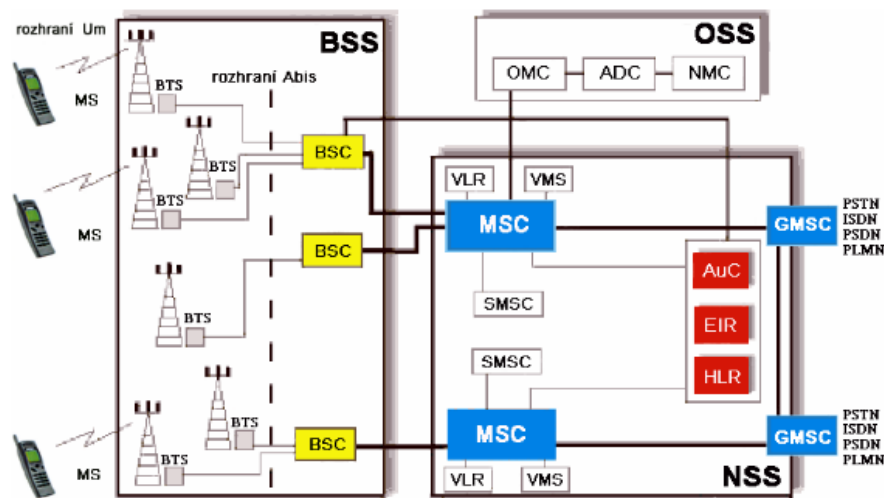 rozhraní Um
BSS
OSS
rozhraní Abis
OMC
ADC
NMC
MS
BTS
BTS
BSC
VLR
VMS
MSC
GMSC
PSTN
ISDN
PSDN
PLMN
BTS
MS
BSC
AuC
SMSC
EIR
BTS
SMSC
HLR
BTS
BSC
MSC
GMSC
PSTN
ISDN
PSDN
PLMN
MS
BTS
VLR
VMS
NSS